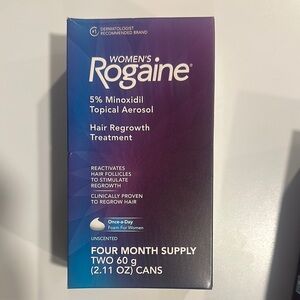 #1 DERMATOLOGIST
RECOMMENDED BRAND
WOMEN'S
Rogaine®
5% Minoxidil
Topical Aerosol
Hair Regrowth
Treatment
REACTIVATES
HAIR FOLLICLES
TO STIMULATE
REGROWTH
CLINICALLY PROVEN
TO REGROW HAIR
Once-a-Day
Foam For Women
UNSCENTED
FOUR MONTH SUPPLY
TWO 60 g
(2.11 OZ) CANS